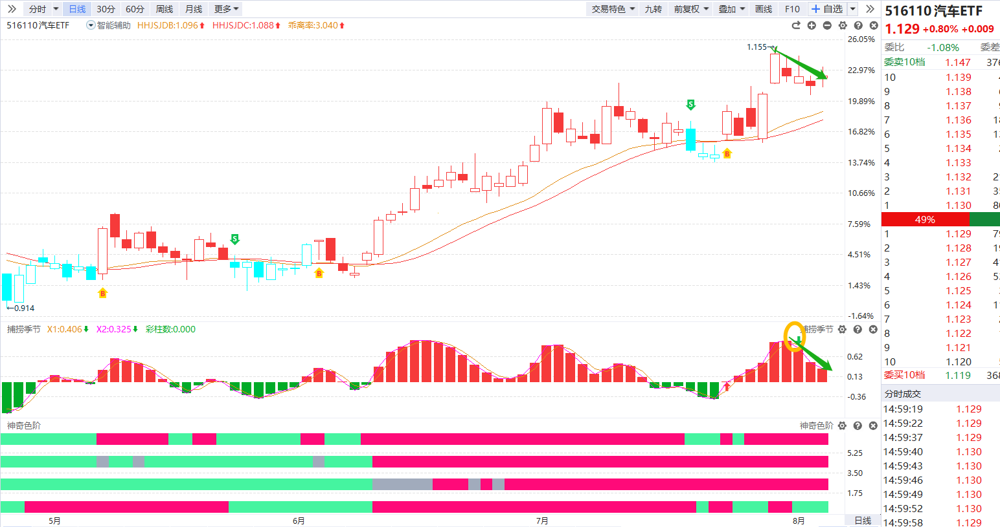 分时 日线 30分 60分 周线 月线 更多 交易特色 九转 前复权 叠加 画线 F10 自选
516110 汽车ETF 智能辅助 HHJSJDB:1.096 HHJSJDC:1.088 乖离率:3.040
26.05%
1.155
22.97%
19.89%
S
16.82%
B
13.74%
10.66%
7.59%
S
4.51%
B
B
1.43%
←0.914
-1.64%
捕捞季节 X1:0.406 X2:0.325 彩柱数:0.000 捕捞季节
0.62
0.13
-0.36
神奇色阶 神奇色阶
5.25
3.50
1.75
5月 6月 7月 8月 日线
516110 汽车ETF
1.129 +0.80% +0.009
委比 -1.08% 委差
委卖10档 1.147 376
10 1.139
9 1.138
8 1.137
7 1.136 18
6 1.135 13
5 1.134 2
4 1.133
3 1.132 21
2 1.131 35
1 1.130 80
49%
1 1.129 79
2 1.128 19
3 1.127 41
4 1.126 53
5 1.125
6 1.124 11
7 1.123 2
8 1.122
9 1.121
10 1.120
委买10档 1.119 368
分时成交
14:59:19 1.129
14:59:22 1.129
14:59:37 1.129
14:59:40 1.130
14:59:43 1.130
14:59:46 1.130
14:59:49 1.130
14:59:52 1.130
14:59:58 1.129